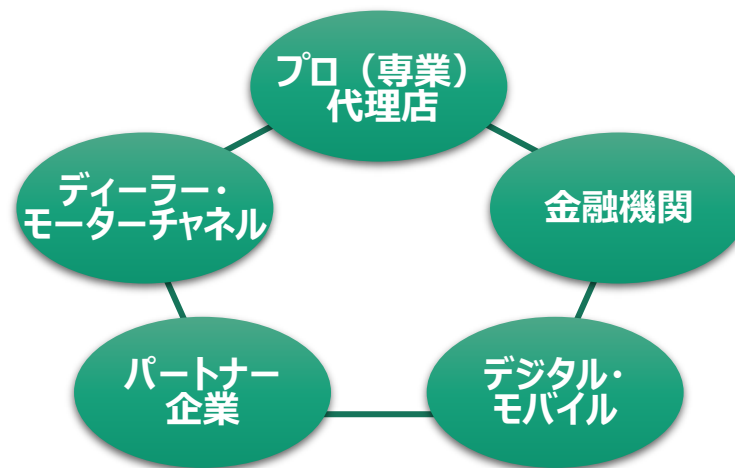 プロ（専業）
代理店
ディーラー・
モーターチャネル
金融機関
パートナー
企業
デジタル・
モバイル